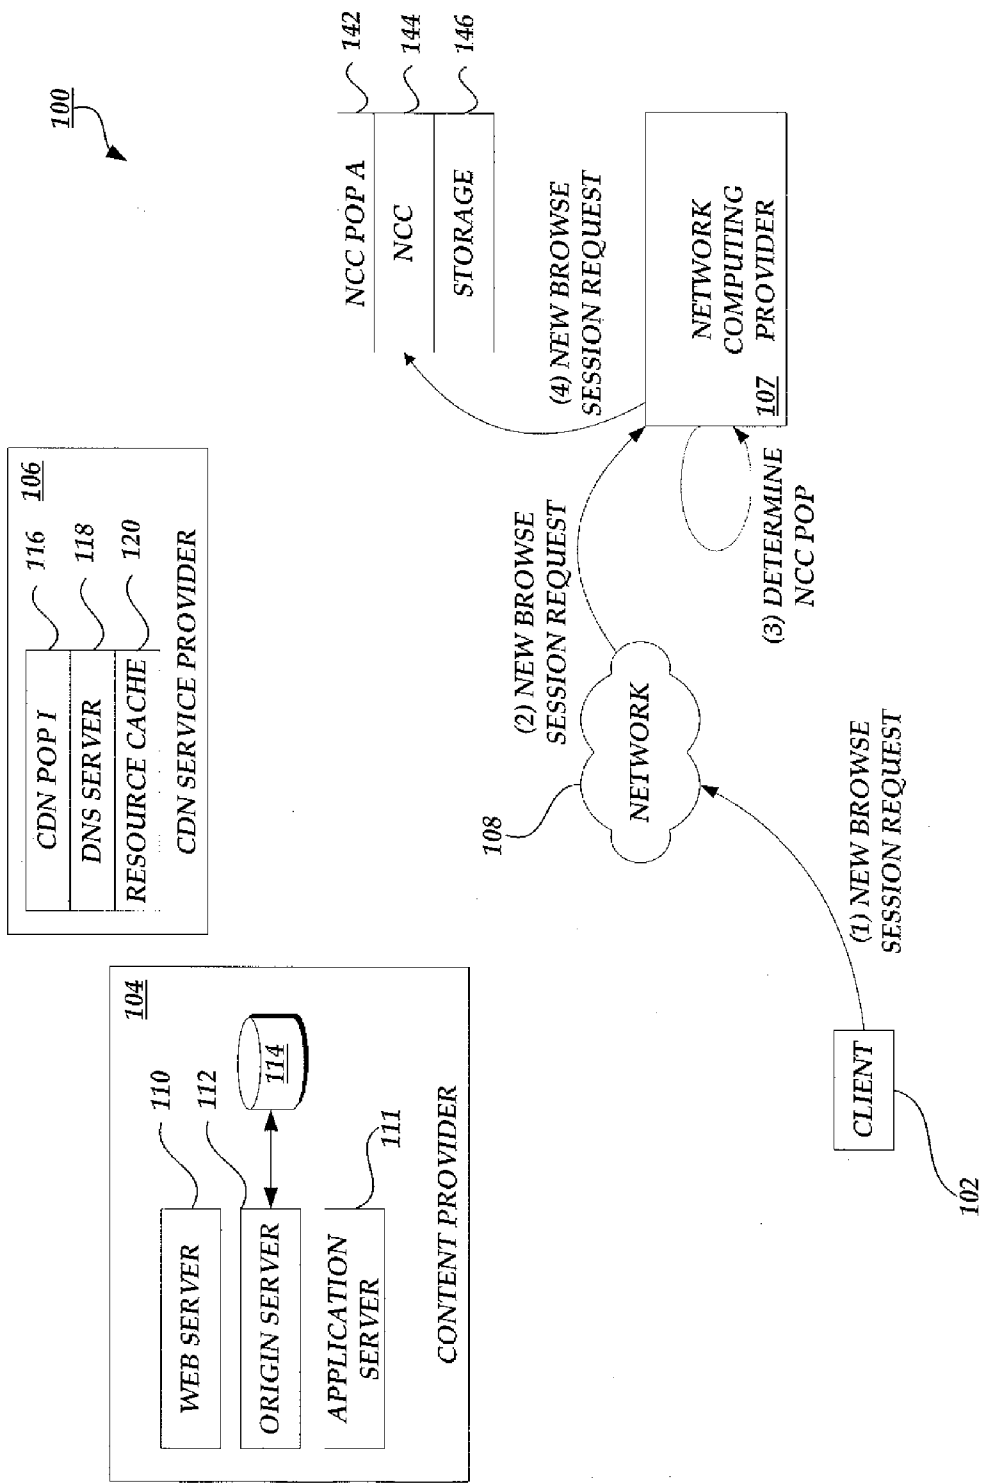 100
104
WEB SERVER
110
ORIGIN SERVER
112
114
APPLICATION
SERVER
111
CONTENT PROVIDER
106
CDN POP I
116
DNS SERVER
118
RESOURCE CACHE
120
CDN SERVICE PROVIDER
NCC POP A
142
NCC
144
STORAGE
146
(4) NEW BROWSE
SESSION REQUEST
(2) NEW BROWSE
SESSION REQUEST
108
NETWORK
NETWORK
COMPUTING
PROVIDER
107
(3) DETERMINE
NCC POP
(1) NEW BROWSE
SESSION REQUEST
CLIENT
102